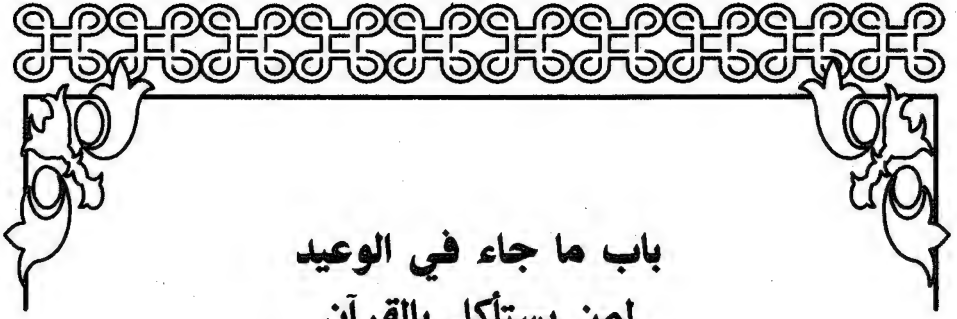 باب ما جاء في الوعيد
لمن يستأكل بالقرآن